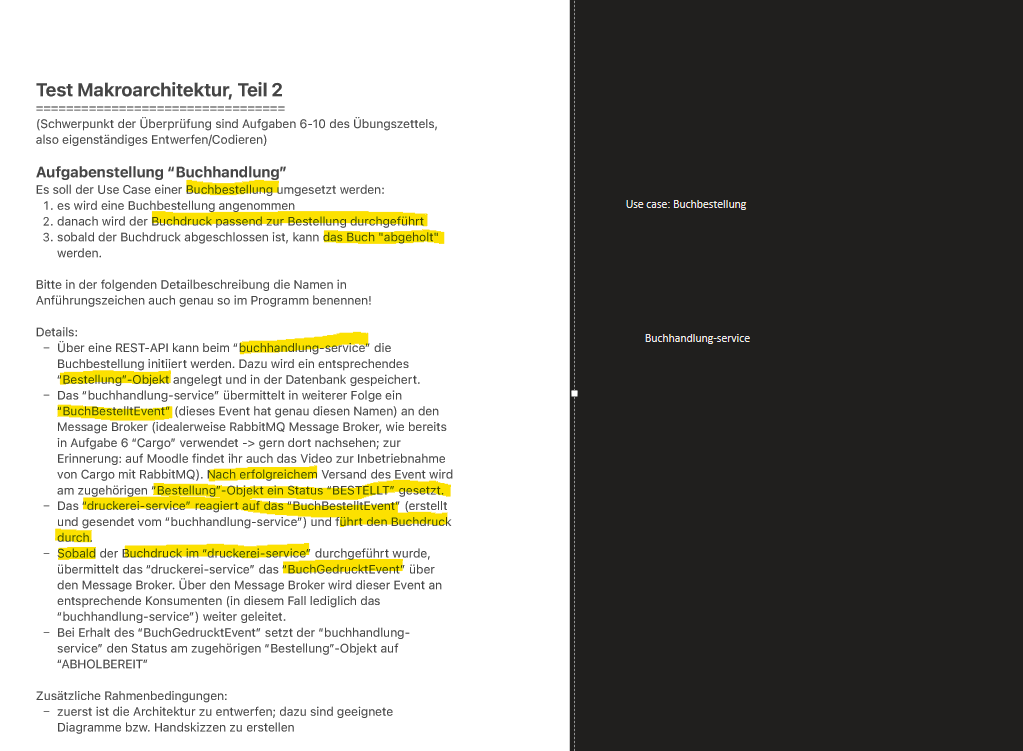 Test Makroarchitektur, Teil 2
=================================
(Schwerpunkt der Überprüfung sind Aufgaben 6-10 des Übungszettels,
also eigenständiges Entwerfen/Codieren)
Aufgabenstellung “Buchhandlung”
Es soll der Use Case einer Buchbestellung umgesetzt werden:
1. es wird eine Buchbestellung angenommen
2. danach wird der Buchdruck passend zur Bestellung durchgeführt
3. sobald der Buchdruck abgeschlossen ist, kann das Buch "abgeholt"
werden.
Bitte in der folgenden Detailbeschreibung die Namen in
Anführungszeichen auch genau so im Programm benennen!
Details:
– Über eine REST-API kann beim “buchhandlung-service” die
Buchbestellung initiiert werden. Dazu wird ein entsprechendes
“Bestellung”-Objekt angelegt und in der Datenbank gespeichert.
– Das “buchhandlung-service” übermittelt in weiterer Folge ein
“BuchBestelltEvent” (dieses Event hat genau diesen Namen) an den
Message Broker (idealerweise RabbitMQ Message Broker, wie bereits
in Aufgabe 6 “Cargo” verwendet -> gern dort nachsehen; zur
Erinnerung: auf Moodle findet ihr auch das Video zur Inbetriebnahme
von Cargo mit RabbitMQ). Nach erfolgreichem Versand des Event wird
am zugehörigen “Bestellung”-Objekt ein Status “BESTELLT” gesetzt.
– Das “druckerei-service” reagiert auf das “BuchBestelltEvent” (erstellt
und gesendet vom “buchhandlung-service”) und führt den Buchdruck
durch.
– Sobald der Buchdruck im “druckerei-service” durchgeführt wurde,
übermittelt das “druckerei-service” das “BuchGedrucktEvent” über
den Message Broker. Über den Message Broker wird dieser Event an
entsprechende Konsumenten (in diesem Fall lediglich das
“buchhandlung-service”) weiter geleitet.
– Bei Erhalt des “BuchGedrucktEvent” setzt der “buchhandlung-
service” den Status am zugehörigen “Bestellung”-Objekt auf
“ABHOLBEREIT”
Zusätzliche Rahmenbedingungen:
– zuerst ist die Architektur zu entwerfen; dazu sind geeignete
Diagramme bzw. Handskizzen zu erstellen
Use case: Buchbestellung
Buchhandlung-service